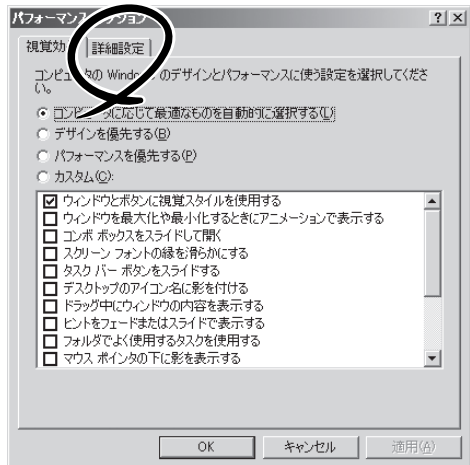 パフォーマンス オプション
視覚効 詳細設定
コンピュータの Windows のデザインとパフォーマンスに使う設定を選択してくださ
い。
コンピュータに応じて最適なものを自動的に選択する(L)
デザインを優先する(B)
パフォーマンスを優先する(P)
カスタム(C):
ウィンドウとボタンに視覚スタイルを使用する
ウィンドウを最大化や最小化するときにアニメーションで表示する
コンボ ボックスをスライドして開く
スクリーン フォントの縁を滑らかにする
タスク バー ボタンをスライドする
デスクトップのアイコン名に影を付ける
ドラッグ中にウィンドウの内容を表示する
ヒントをフェードまたはスライドで表示する
フォルダでよく使用するタスクを使用する
マウス ポインタの下に影を表示する
OK キャンセル 適用(A)